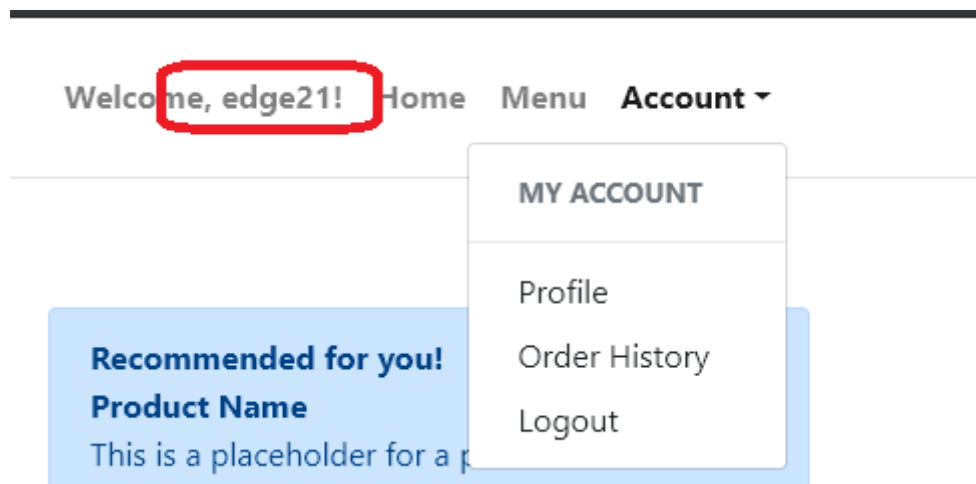 Welcome, edge21! Home Menu Account
MY ACCOUNT
Profile
Order History
Logout
Recommended for you!
Product Name
This is a placeholder for a